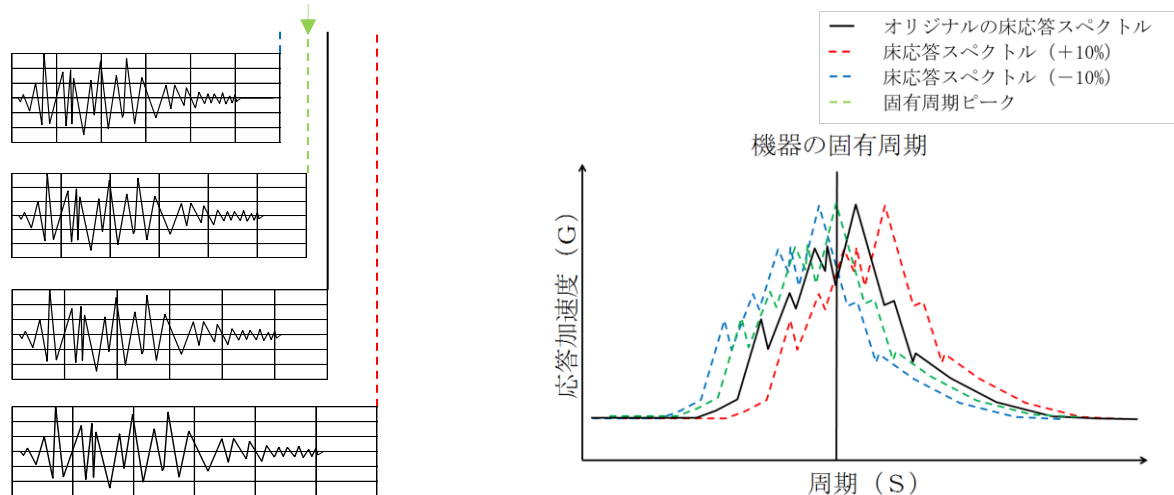 オリジナルの床応答スペクトル
床応答スペクトル（＋10%）
床応答スペクトル（－10%）
固有周期ピーク
機器の固有周期
応答加速度（G）
周期（S）